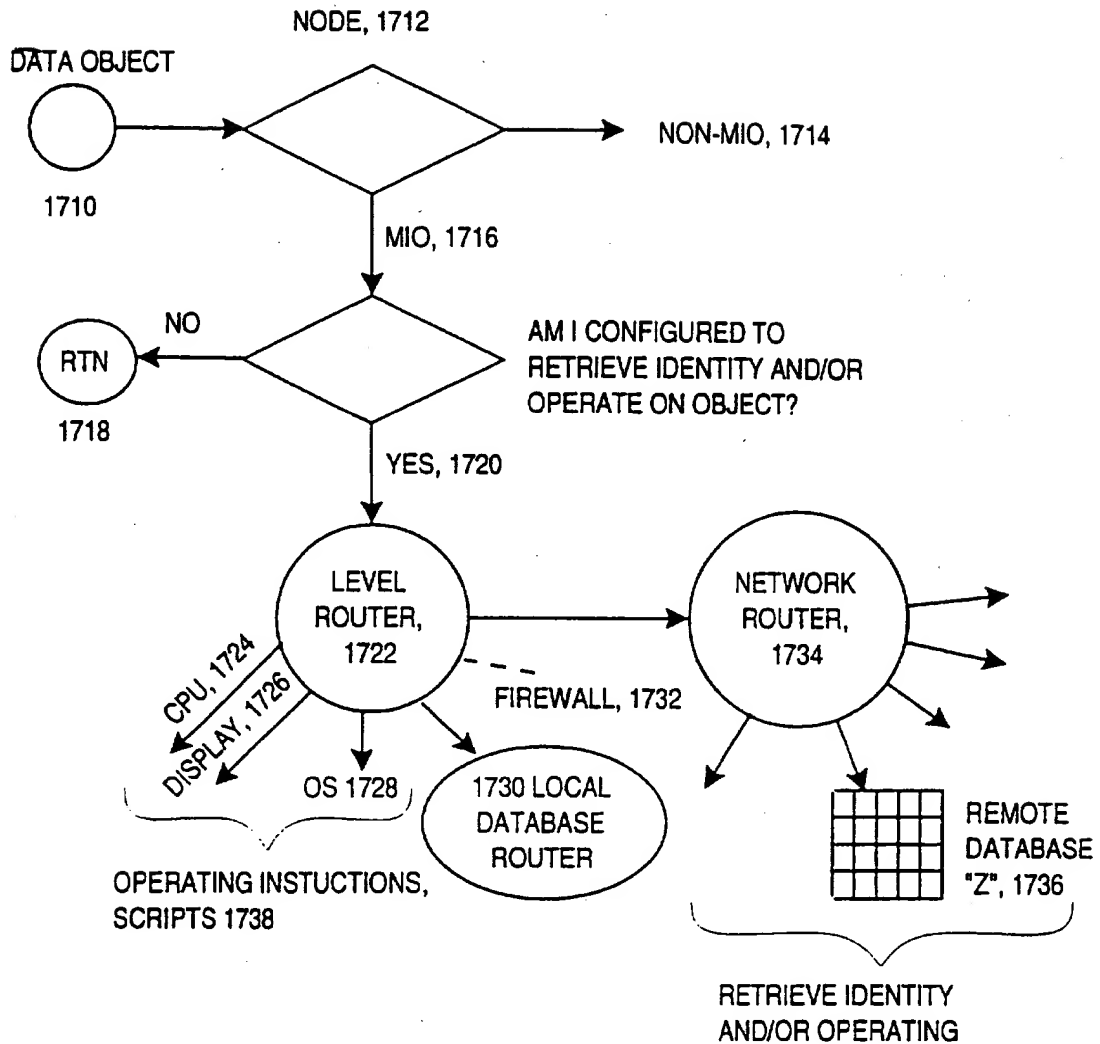 NODE, 1712
DATA OBJECT
1710
NON-MIO, 1714
MIO, 1716
NO
RTN
1718
AM I CONFIGURED TO
RETRIEVE IDENTITY AND/OR
OPERATE ON OBJECT?
YES, 1720
LEVEL
ROUTER,
1722
NETWORK
ROUTER,
1734
CPU, 1724
DISPLAY, 1726
OS 1728
FIREWALL, 1732
1730 LOCAL
DATABASE
ROUTER
REMOTE
DATABASE
"Z", 1736
OPERATING INSTUCTIONS,
SCRIPTS 1738
RETRIEVE IDENTITY
AND/OR OPERATING